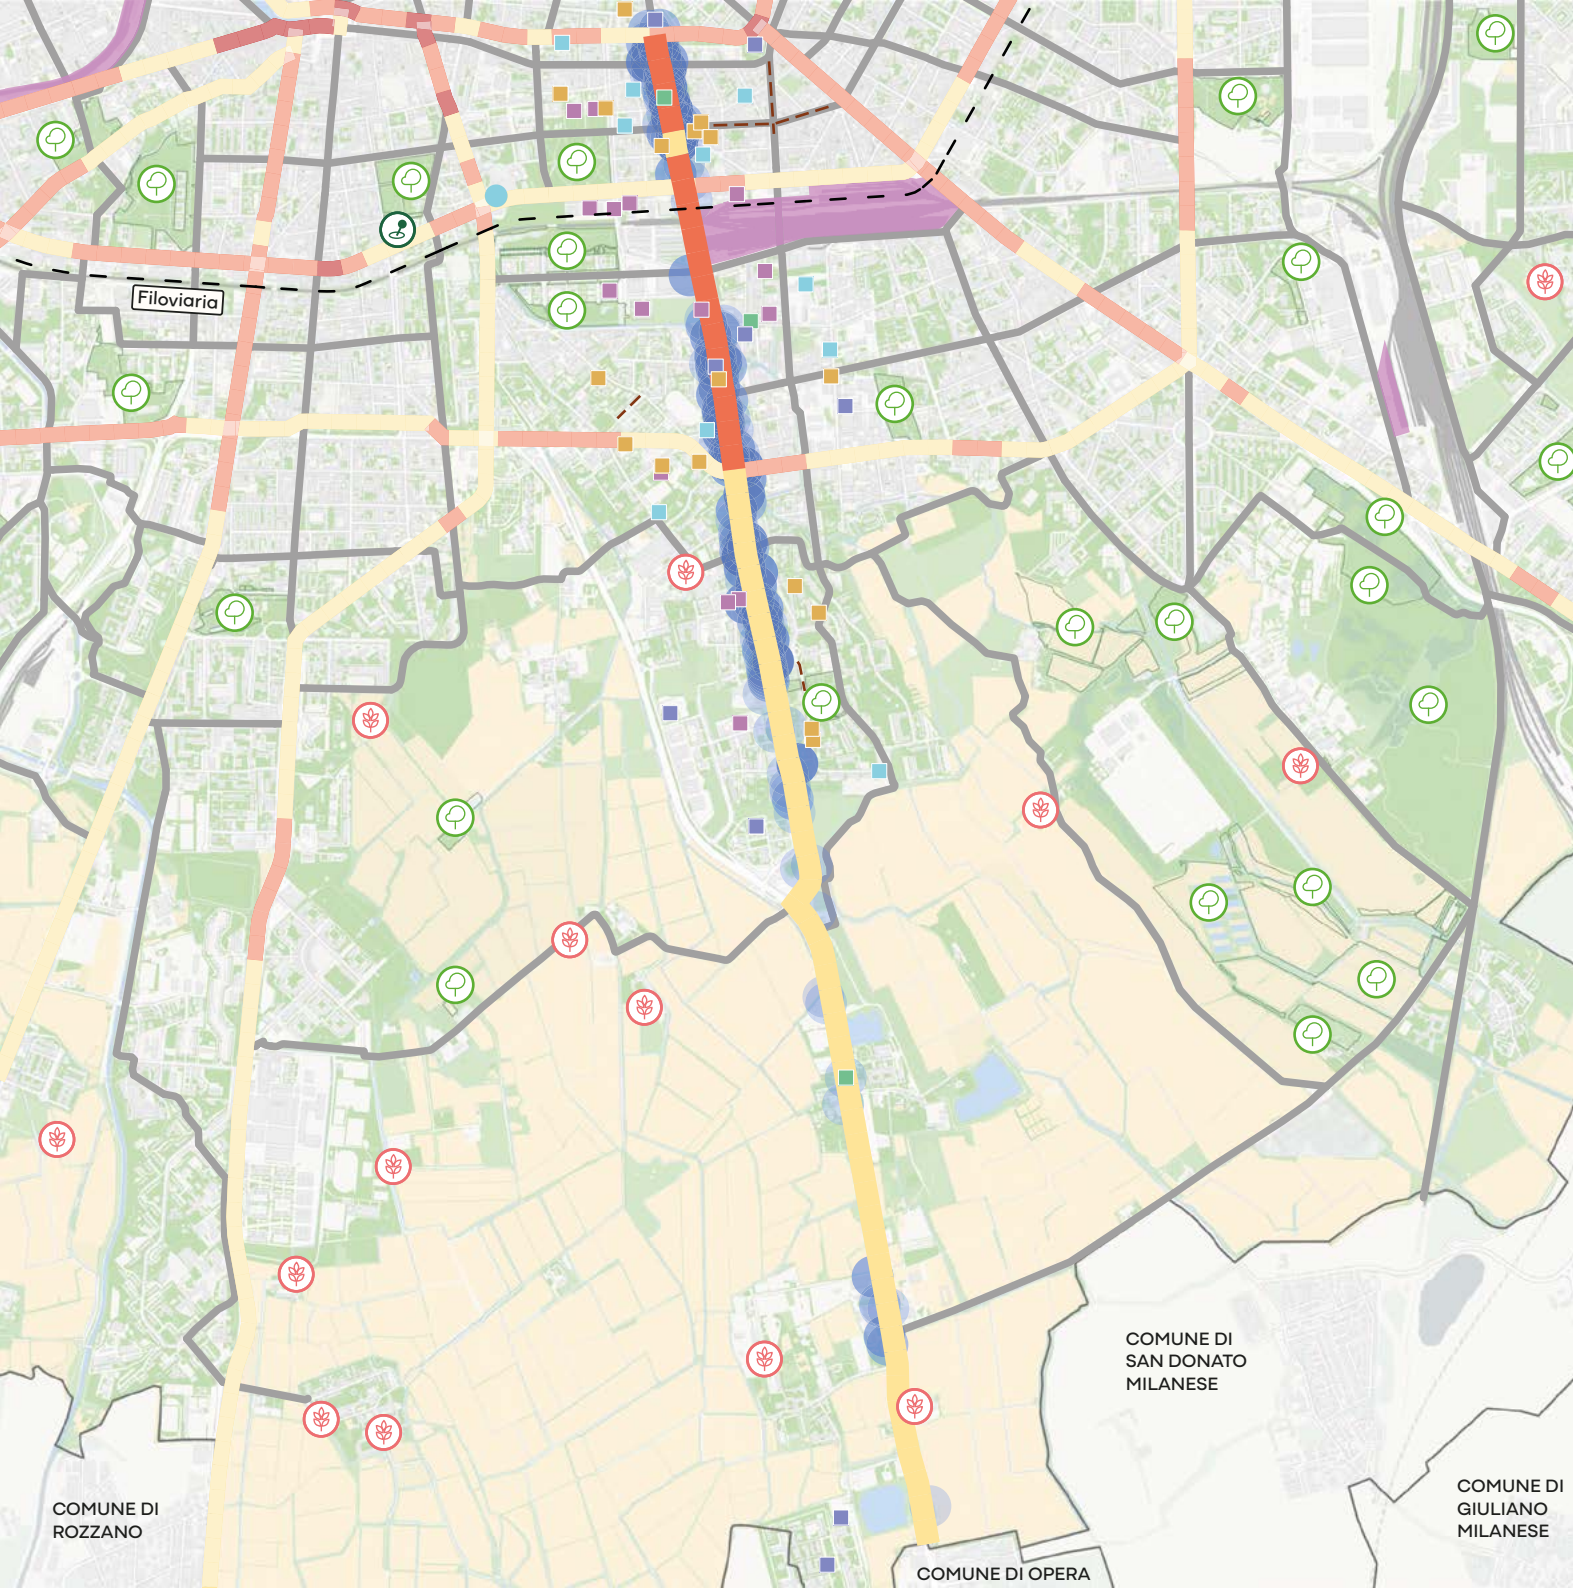 Filoviaria
COMUNE DI
SAN DONATO
MILANESE
COMUNE DI
GIULIANO
MILANESE
COMUNE DI
ROZZANO
COMUNE DI OPERA